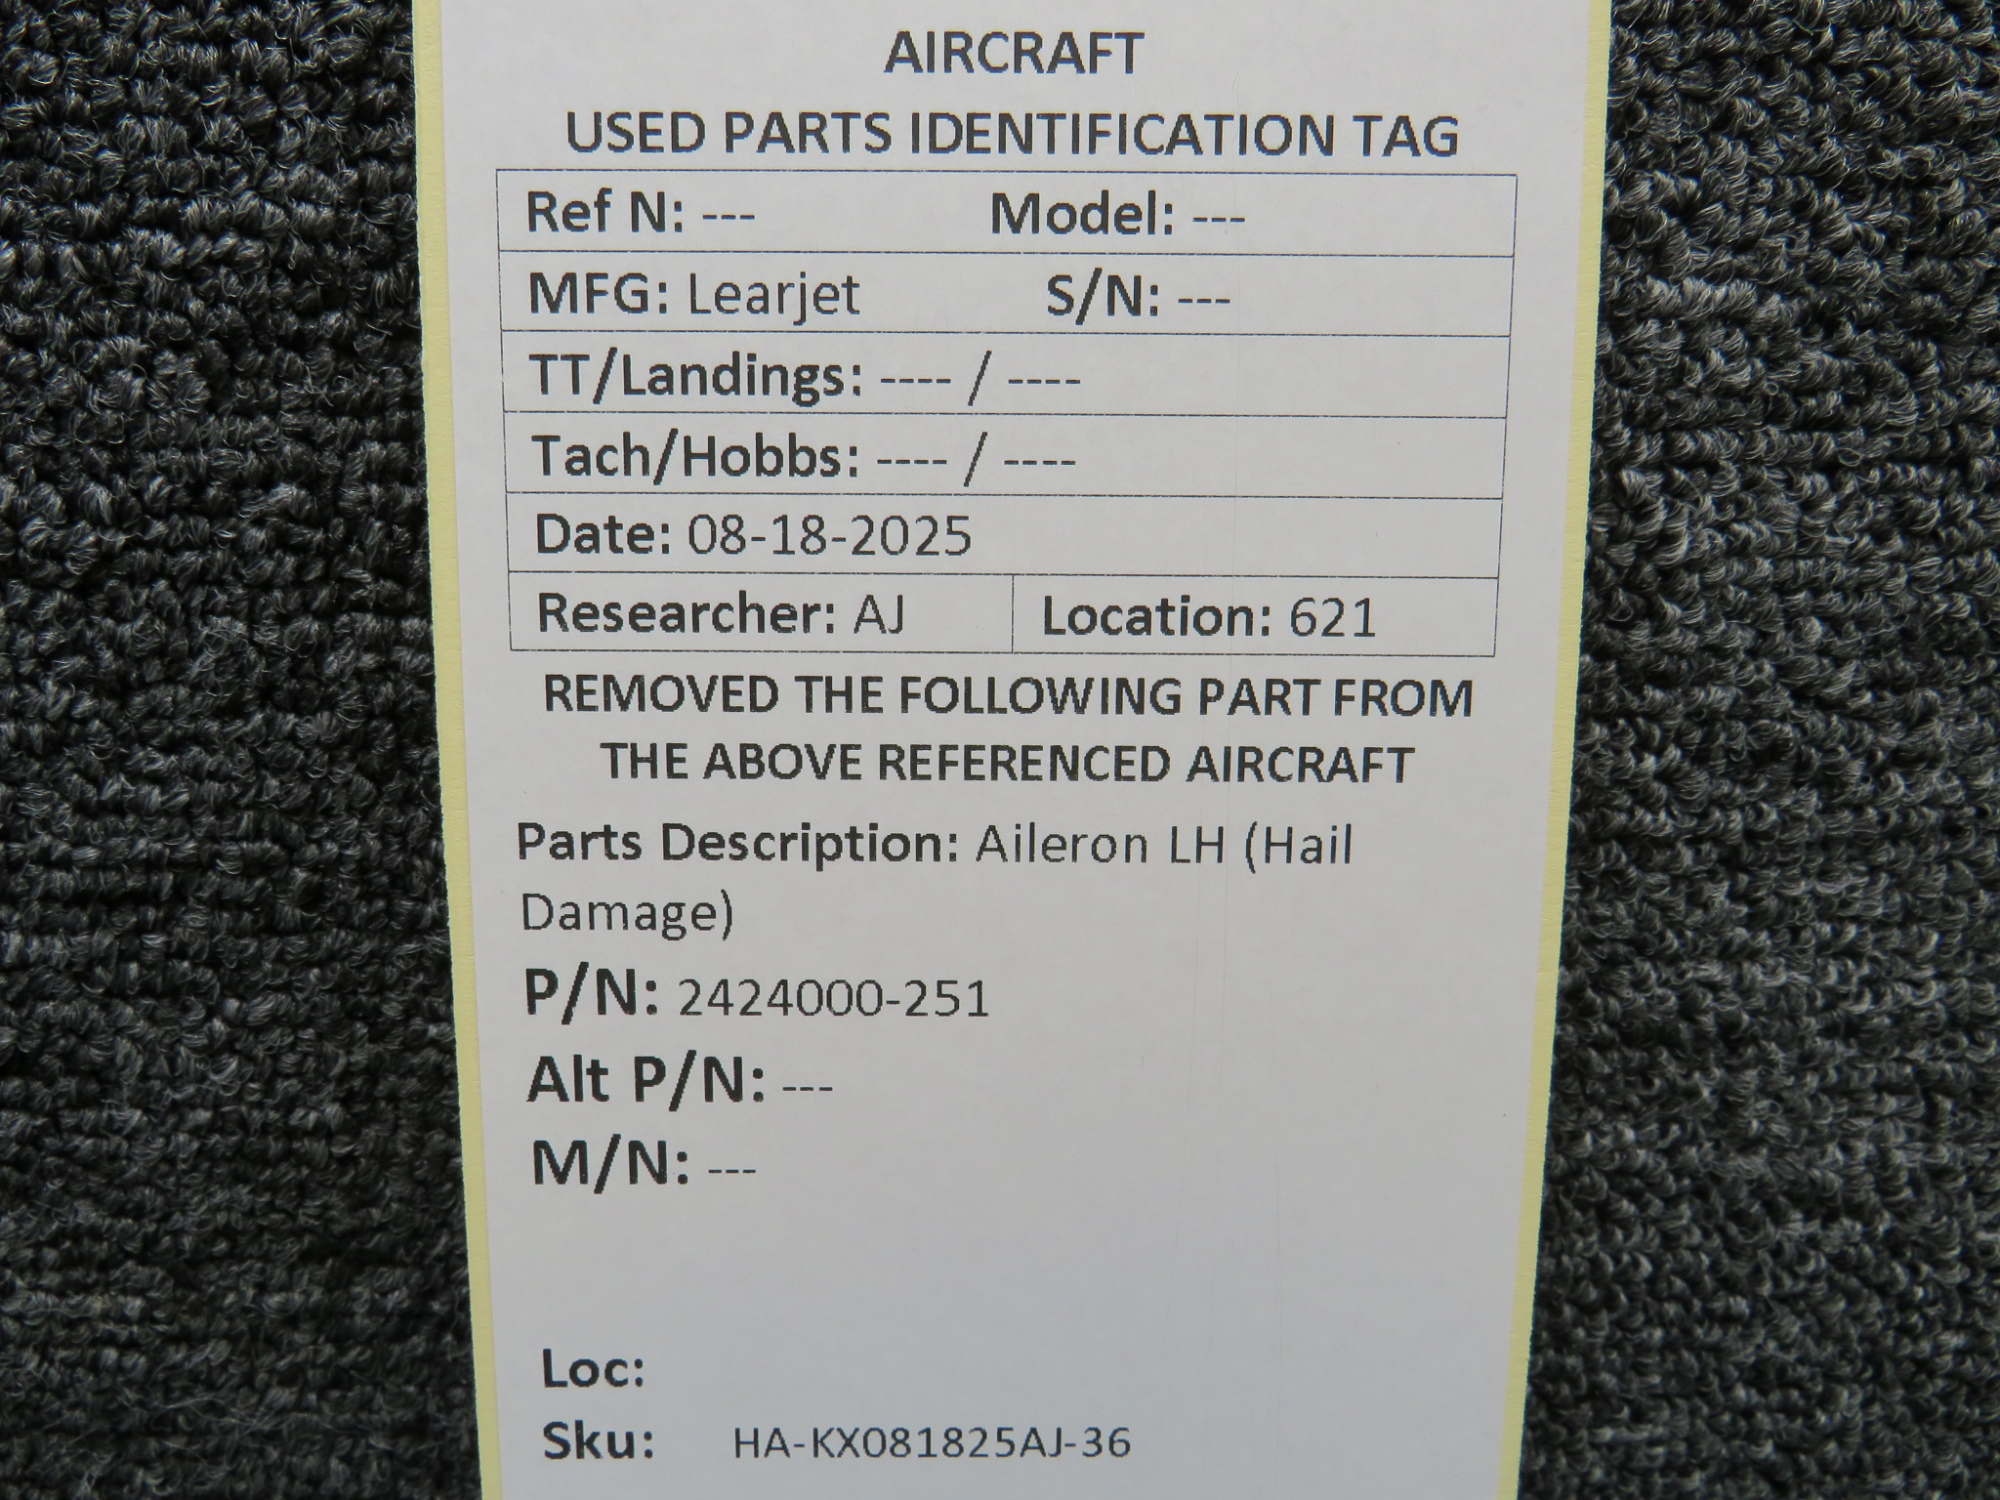 AIRCRAFT
USED PARTS IDENTIFICATION TAG
Ref N: --- Model: ---
MFG: Learjet S/N: ---
TT/Landings: ---- / ----
Tach/Hobbs: ---- / ----
Date: 08-18-2025
Researcher: AJ Location: 621
REMOVED THE FOLLOWING PART FROM
THE ABOVE REFERENCED AIRCRAFT
Parts Description: Aileron LH (Hail
Damage)
P/N: 2424000-251
Alt P/N: ---
M/N: ---
Loc:
Sku: HA-KX081825AJ-36